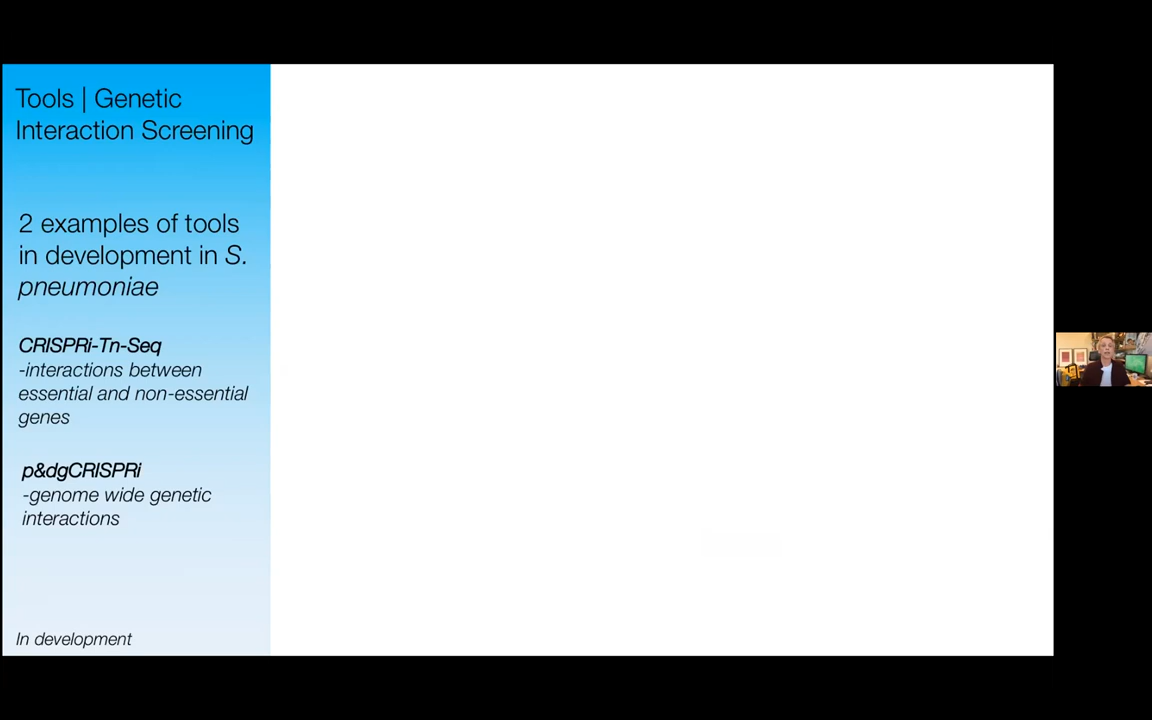 Tools | Genetic
Interaction Screening
2 examples of tools
in development in S.
pneumoniae
CRISPRi-Tn-Seq
-interactions between
essential and non-essential
genes
p&dgCRISPRi
-genome wide genetic
interactions
In development